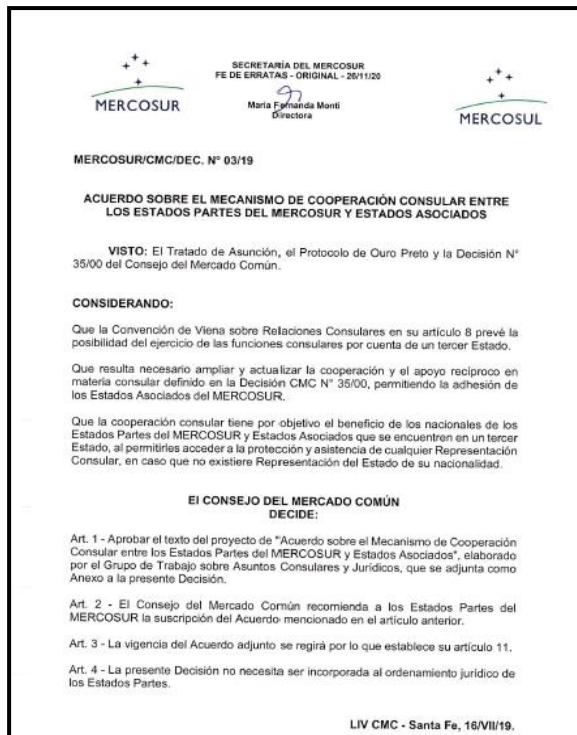 SECRETARÍA DEL MERCOSUR
FE DE ERRATAS - ORIGINAL - 26/11/20
María Fernanda Monti
Directora
MERCOSUR
MERCOSUL
MERCOSUR/CMC/DEC. N° 03/19
ACUERDO SOBRE EL MECANISMO DE COOPERACIÓN CONSULAR ENTRE
LOS ESTADOS PARTES DEL MERCOSUR Y ESTADOS ASOCIADOS
VISTO: El Tratado de Asunción, el Protocolo de Ouro Preto y la Decisión N°
35/00 del Consejo del Mercado Común.
CONSIDERANDO:
Que la Convención de Viena sobre Relaciones Consulares en su artículo 8 prevé la
posibilidad del ejercicio de las funciones consulares por cuenta de un tercer Estado.
Que resulta necesario ampliar y actualizar la cooperación y el apoyo recíproco en
materia consular definido en la Decisión CMC N° 35/00, permitiendo la adhesión de
los Estados Asociados del MERCOSUR.
Que la cooperación consular tiene por objetivo el beneficio de los nacionales de los
Estados Partes del MERCOSUR y Estados Asociados que se encuentren en un tercer
Estado, al permitirles acceder a la protección y asistencia de cualquier Representación
Consular, en caso que no existiere Representación del Estado de su nacionalidad.
El CONSEJO DEL MERCADO COMÚN
DECIDE:
Art. 1 - Aprobar el texto del proyecto de "Acuerdo sobre el Mecanismo de Cooperación
Consular entre los Estados Partes del MERCOSUR y Estados Asociados", elaborado
por el Grupo de Trabajo sobre Asuntos Consulares y Jurídicos, que se adjunta como
Anexo a la presente Decisión.
Art. 2 - El Consejo del Mercado Común recomienda a los Estados Partes del
MERCOSUR la suscripción del Acuerdo mencionado en el artículo anterior.
Art. 3 - La vigencia del Acuerdo adjunto se regirá por lo que establece su artículo 11.
Art. 4 - La presente Decisión no necesita ser incorporada al ordenamiento jurídico de
los Estados Partes.
LIV CMC - Santa Fe, 16/VII/19.